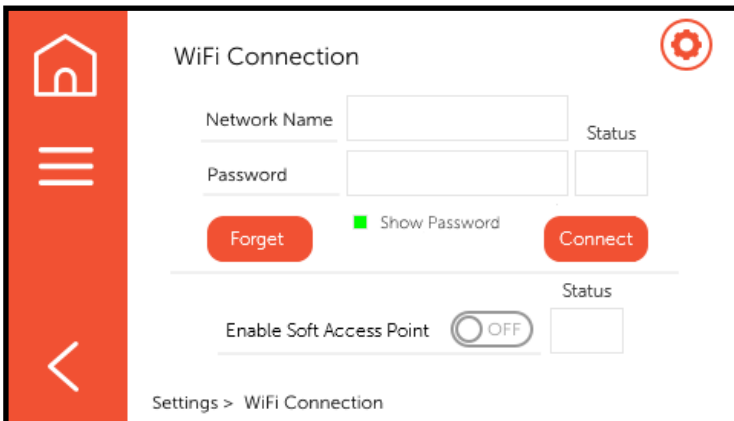 WiFi Connection
Network Name
Status
Password
Show Password
Forget
Connect
Status
Enable Soft Access Point
OFF
Settings > WiFi Connection